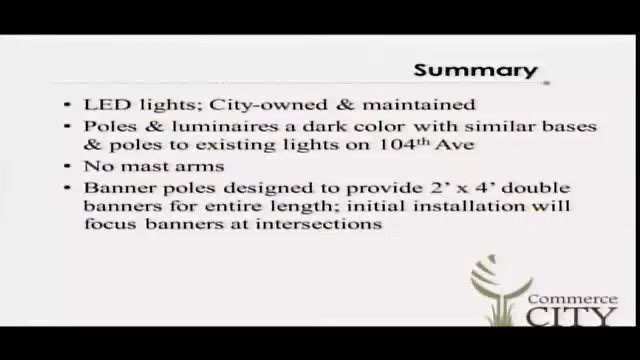 Summary
• LED lights; City-owned & maintained
• Poles & luminaires a dark color with similar bases
& poles to existing lights on 104th Ave
• No mast arms
• Banner poles designed to provide 2’ x 4’ double
banners for entire length; initial installation will
focus banners at intersections
Commerce
CITY